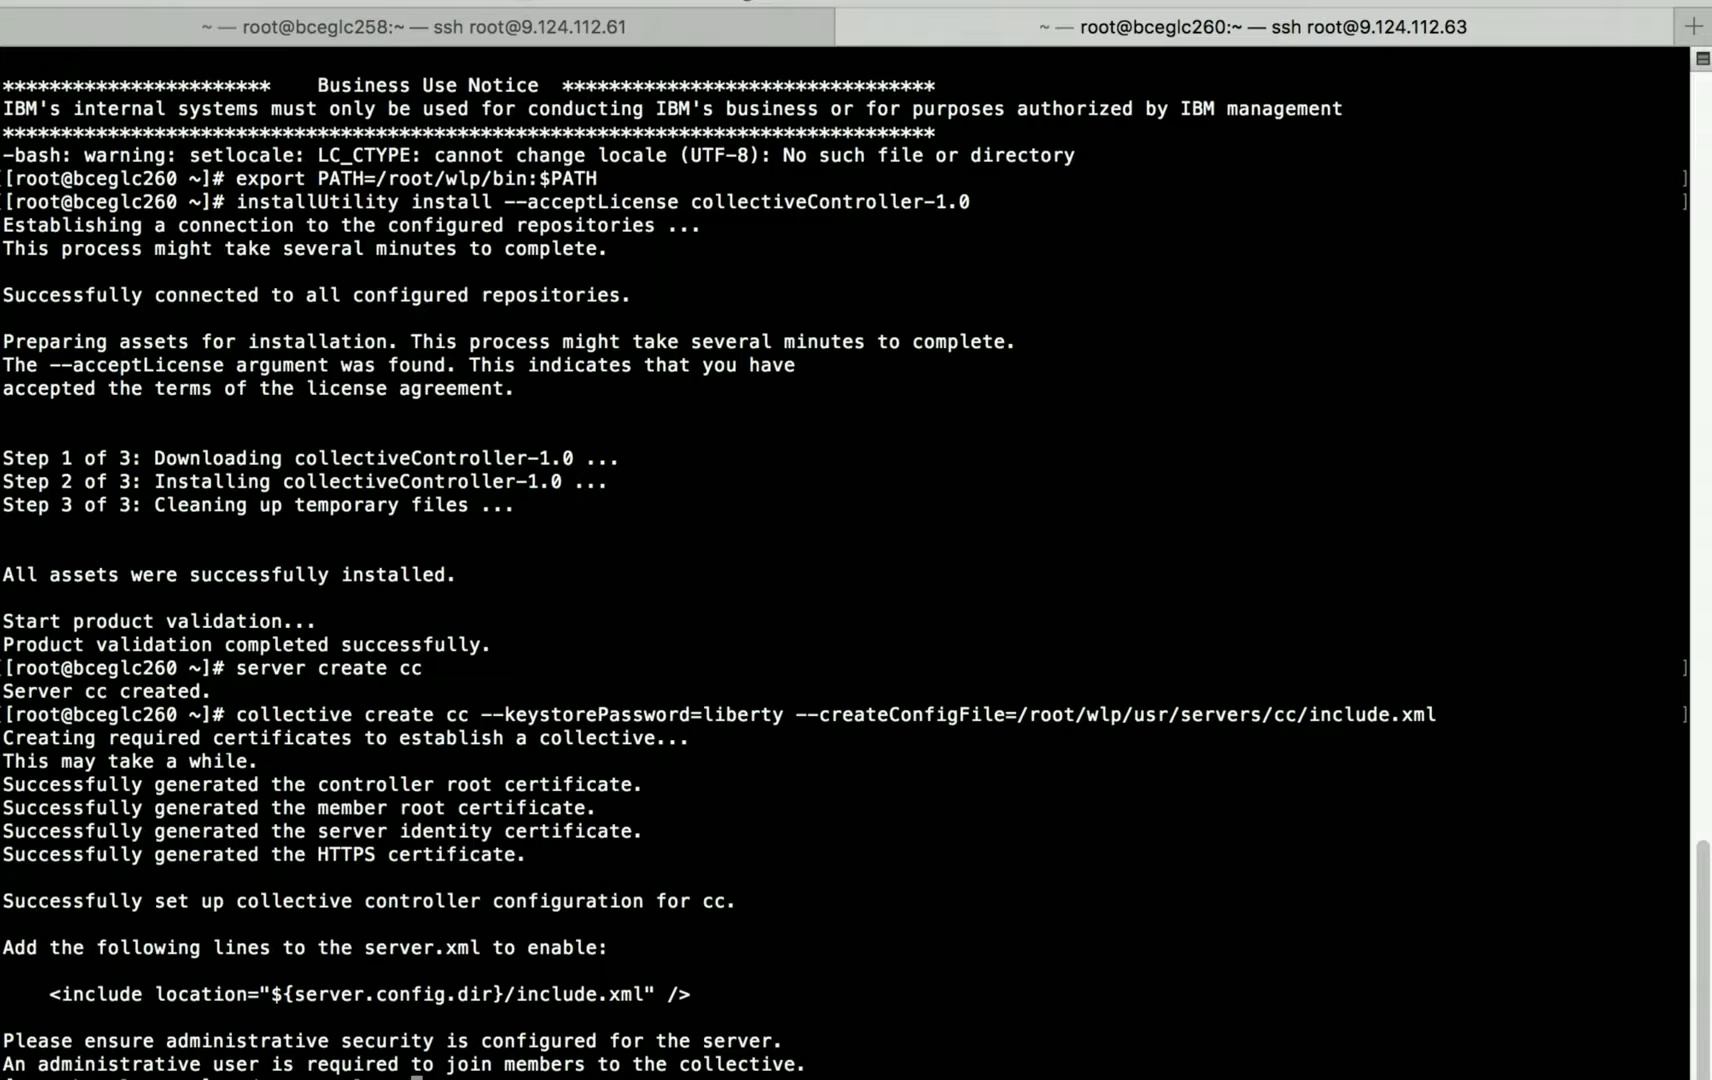 ~ — root@bceglc258:~ — ssh root@9.124.112.61
~ — root@bceglc260:~ — ssh root@9.124.112.63
***********************    Business Use Notice  ********************************
IBM's internal systems must only be used for conducting IBM's business or for purposes authorized by IBM management
********************************************************************************
-bash: warning: setlocale: LC_CTYPE: cannot change locale (UTF-8): No such file or directory
[[root@bceglc260 ~]# export PATH=/root/wlp/bin:$PATH ]
[[root@bceglc260 ~]# installUtility install --acceptLicense collectiveController-1.0 ]
Establishing a connection to the configured repositories ...
This process might take several minutes to complete.
Successfully connected to all configured repositories.
Preparing assets for installation. This process might take several minutes to complete.
The --acceptLicense argument was found. This indicates that you have
accepted the terms of the license agreement.
Step 1 of 3: Downloading collectiveController-1.0 ...
Step 2 of 3: Installing collectiveController-1.0 ...
Step 3 of 3: Cleaning up temporary files ...
All assets were successfully installed.
Start product validation...
Product validation completed successfully.
[[root@bceglc260 ~]# server create cc ]
Server cc created.
[[root@bceglc260 ~]# collective create cc --keystorePassword=liberty --createConfigFile=/root/wlp/usr/servers/cc/include.xml ]
Creating required certificates to establish a collective...
This may take a while.
Successfully generated the controller root certificate.
Successfully generated the member root certificate.
Successfully generated the server identity certificate.
Successfully generated the HTTPS certificate.
Successfully set up collective controller configuration for cc.
Add the following lines to the server.xml to enable:
<include location="${server.config.dir}/include.xml" />
Please ensure administrative security is configured for the server.
An administrative user is required to join members to the collective.